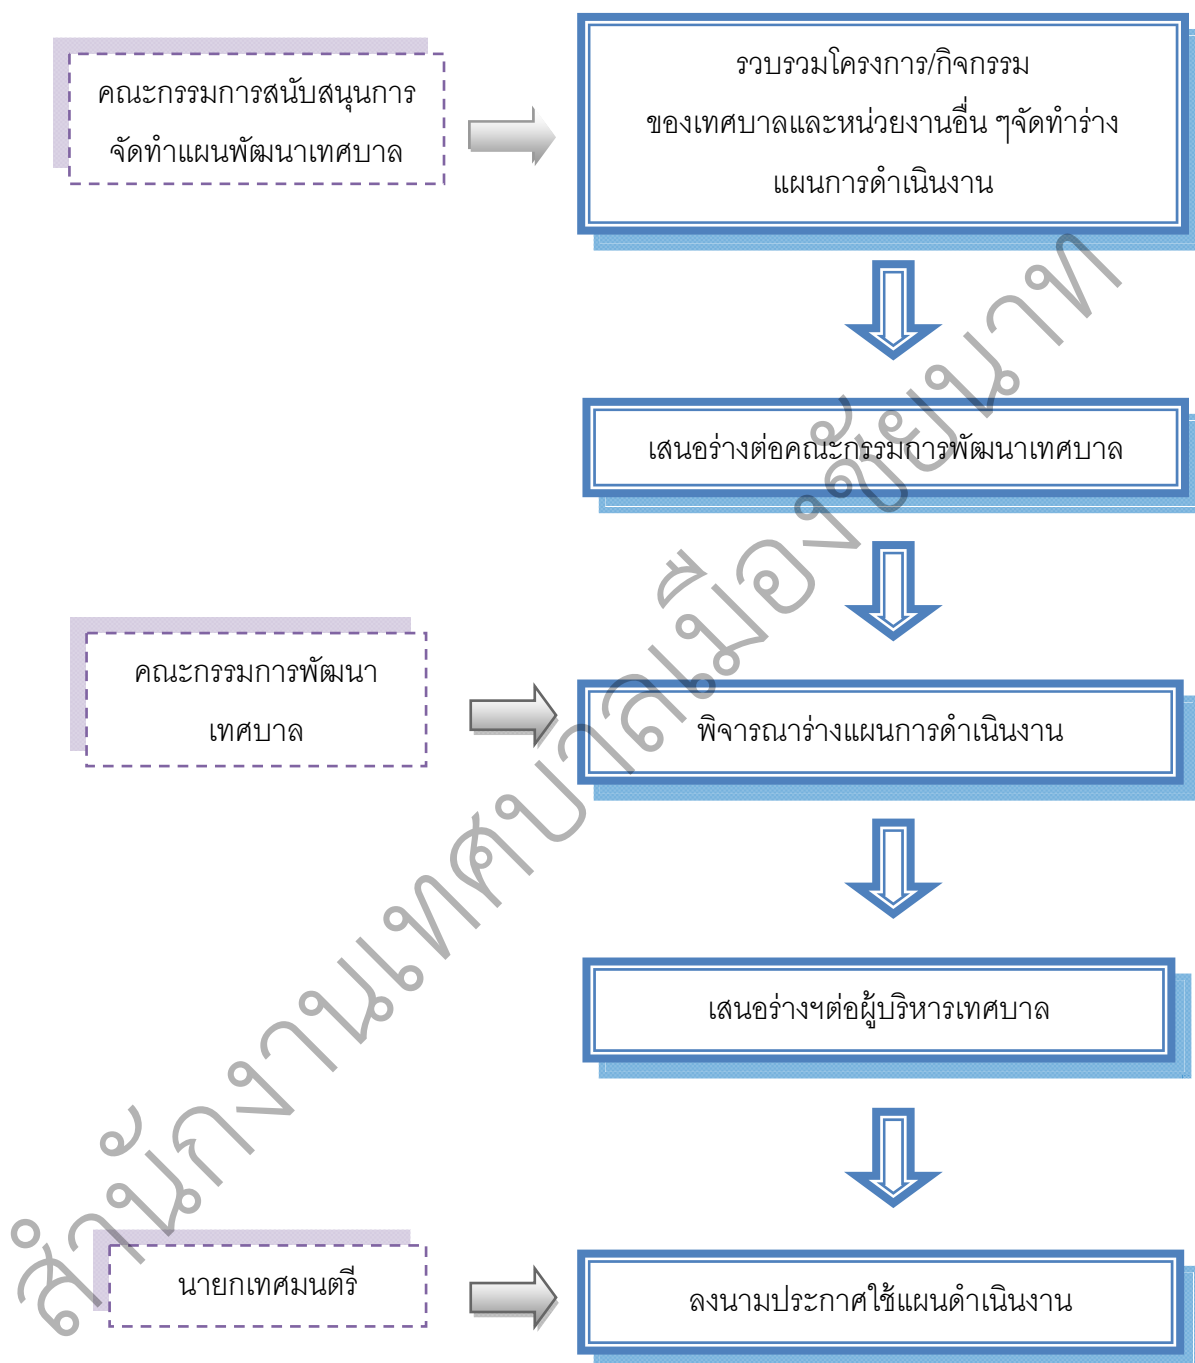 คณะกรรมการสนับสนุนการ
จัดทำแผนพัฒนาเทศบาล
รวบรวมโครงการ/กิจกรรม
ของเทศบาลและหน่วยงานอื่น ๆจัดทำร่าง
แผนการดำเนินงาน
เสนอร่างต่อคณะกรรมการพัฒนาเทศบาล
คณะกรรมการพัฒนา
เทศบาล
พิจารณาร่างแผนการดำเนินงาน
เสนอร่างฯต่อผู้บริหารเทศบาล
นายกเทศมนตรี
ลงนามประกาศใช้แผนดำเนินงาน
สำนักงานเทศบาลเมืองชัยนาท